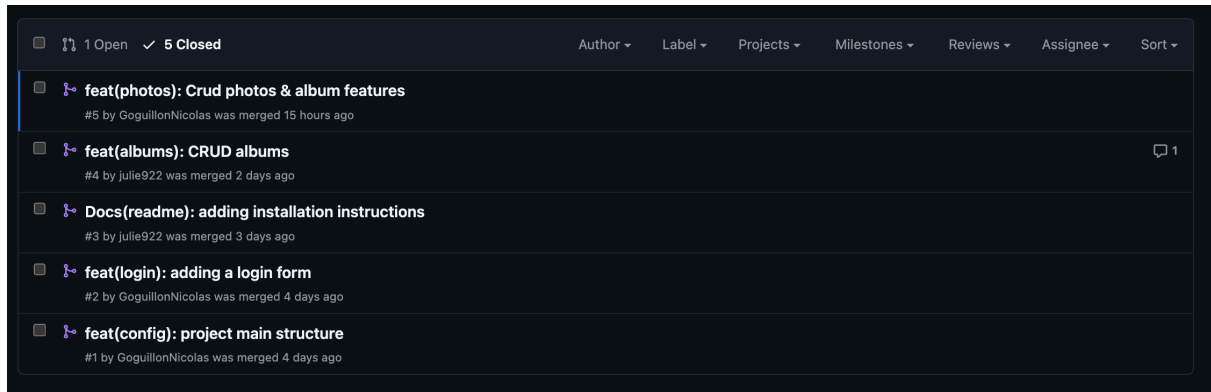 1 Open 5 Closed Author Label Projects Milestones Reviews Assignee Sort
feat(photos): Crud photos & album features
#5 by GoguillonNicolas was merged 15 hours ago
feat(albums): CRUD albums 1
#4 by julie922 was merged 2 days ago
Docs(readme): adding installation instructions
#3 by julie922 was merged 3 days ago
feat(login): adding a login form
#2 by GoguillonNicolas was merged 4 days ago
feat(config): project main structure
#1 by GoguillonNicolas was merged 4 days ago